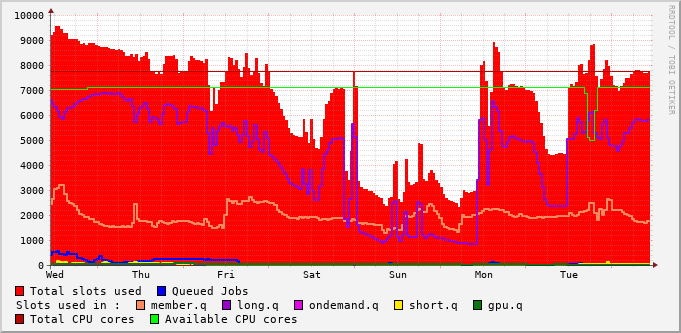 10000
9000
8000
7000
6000
5000
4000
3000
2000
1000
0
Wed Thu Fri Sat Sun Mon Tue
RRDTOOL / TOBI OETIKER
Total slots used Queued Jobs
Slots used in : member.q long.q ondemand.q short.q gpu.q
Total CPU cores Available CPU cores